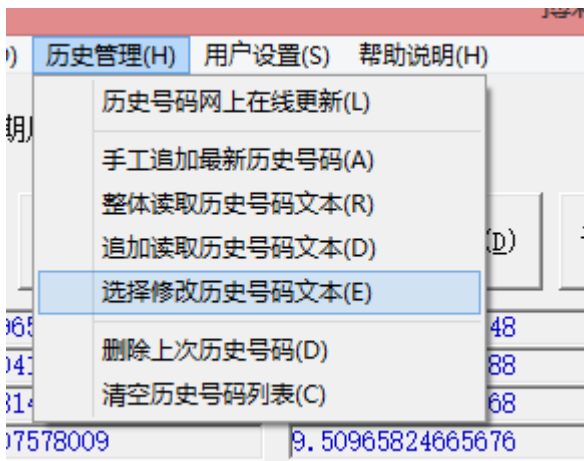 历史管理(H) 用户设置(S) 帮助说明(H)
历史号码网上在线更新(L)
手工追加最新历史号码(A)
整体读取历史号码文本(R)
追加读取历史号码文本(D)
(D)
选择修改历史号码文本(E)
48
删除上次历史号码(D)
88
清空历史号码列表(C)
68
07578009 9.50965824665676